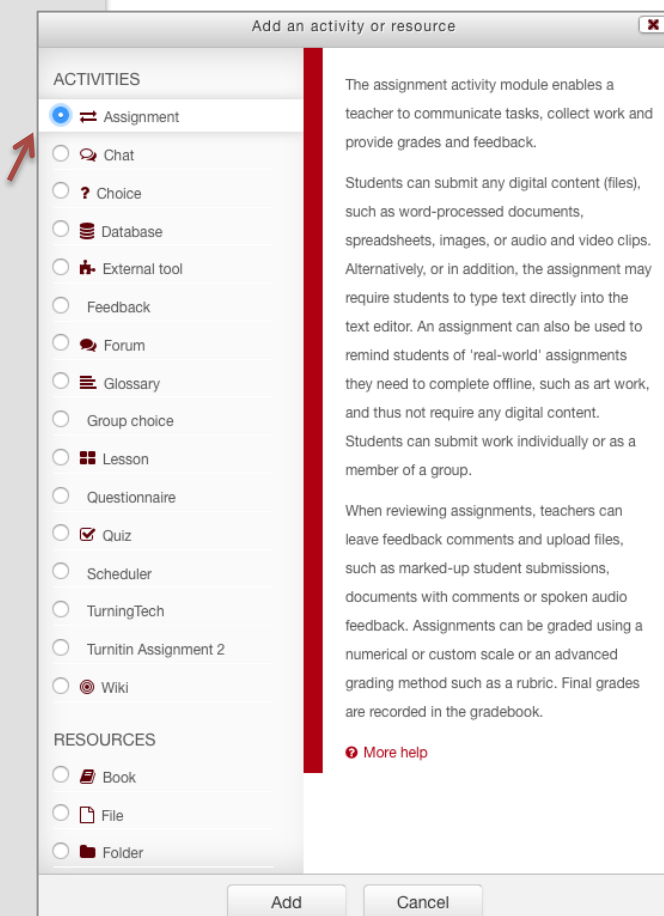 Add an activity or resource
ACTIVITIES
Assignment
Chat
? Choice
Database
External tool
Feedback
Forum
Glossary
Group choice
Lesson
Questionnaire
Quiz
Scheduler
TurningTech
Turnitin Assignment 2
Wiki
RESOURCES
Book
File
Folder
The assignment activity module enables a
teacher to communicate tasks, collect work and
provide grades and feedback.
Students can submit any digital content (files),
such as word-processed documents,
spreadsheets, images, or audio and video clips.
Alternatively, or in addition, the assignment may
require students to type text directly into the
text editor. An assignment can also be used to
remind students of 'real-world' assignments
they need to complete offline, such as art work,
and thus not require any digital content.
Students can submit work individually or as a
member of a group.
When reviewing assignments, teachers can
leave feedback comments and upload files,
such as marked-up student submissions,
documents with comments or spoken audio
feedback. Assignments can be graded using a
numerical or custom scale or an advanced
grading method such as a rubric. Final grades
are recorded in the gradebook.
More help
Add
Cancel